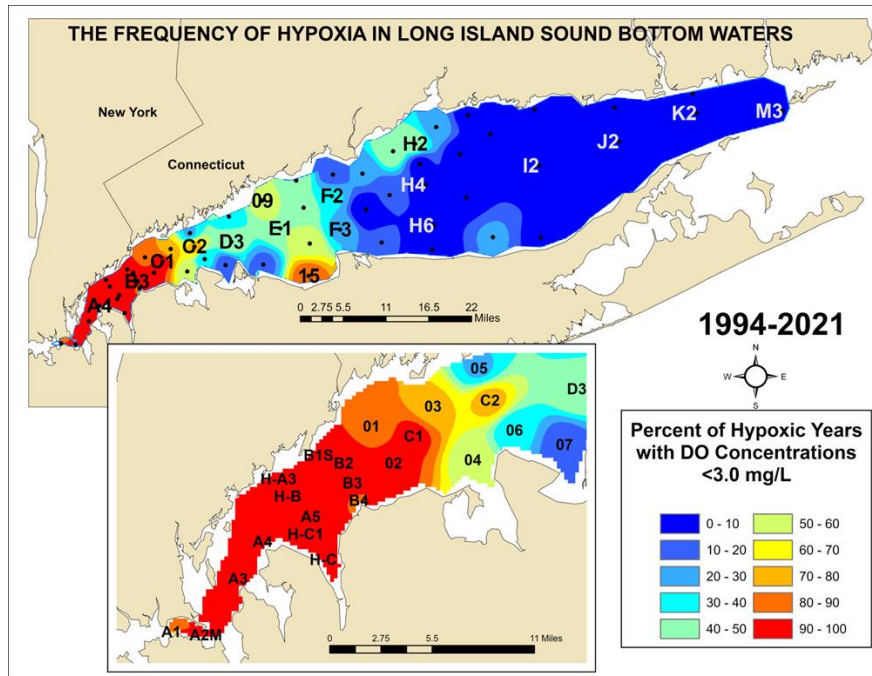 THE FREQUENCY OF HYPOXIA IN LONG ISLAND SOUND BOTTOM WATERS
New York
Connecticut
K2
M3
H2
J2
I2
H4
F2
09
H6
E1
F3
D3
C2
C1
B3
15
A4
0 2.75 5.5 11 16.5 22
Miles
1994-2021
N
W E
S
05
D3
03
C2
01
C1
06
07
04
02
B1S
B2
H-A3
B3
H-B
B4
A5
H-C1
A4
H-C
A3
A1
A2M
0 2.75 5.5 11 Miles
Percent of Hypoxic Years
with DO Concentrations
<3.0 mg/L
0 - 10
10 - 20
20 - 30
30 - 40
40 - 50
50 - 60
60 - 70
70 - 80
80 - 90
90 - 100